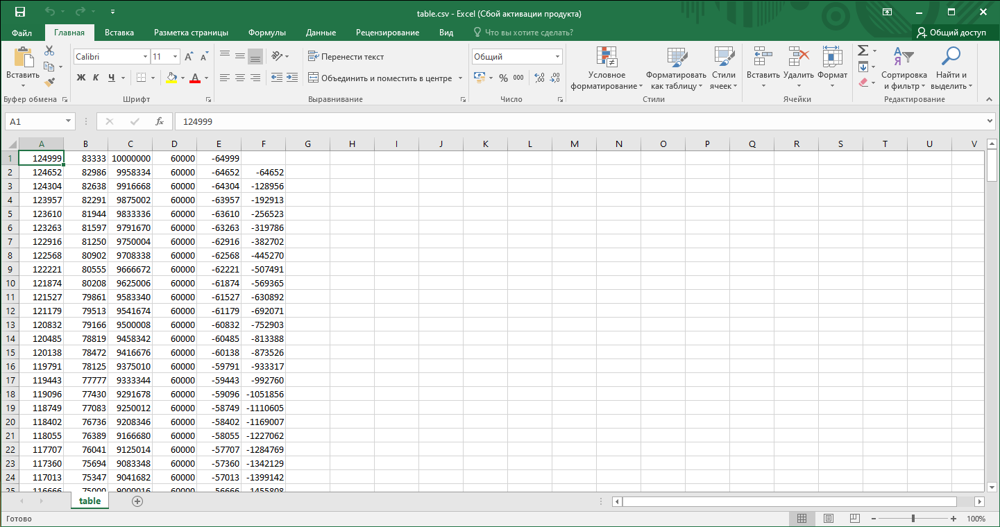 table.csv - Excel (Сбой активации продукта)
Файл Главная Вставка Разметка страницы Формулы Данные Рецензирование Вид Что вы хотите сделать? Общий доступ
Вставить
Буфер обмена
Calibri 11
Ж К Ч
Шрифт
Перенести текст
Объединить и поместить в центре
Выравнивание
Общий
% 000
Число
Условное форматирование
Форматировать как таблицу
Стили ячеек
Стили
Вставить Удалить Формат
Ячейки
Сортировка и фильтр
Найти и выделить
Редактирование
A1 fx 124999
A B C D E F G H I J K L M N O P Q R S T U V
1 124999 83333 10000000 60000 -64999
2 124652 82986 9958334 60000 -64652 -64652
3 124304 82638 9916668 60000 -64304 -128956
4 123957 82291 9875002 60000 -63957 -192913
5 123610 81944 9833336 60000 -63610 -256523
6 123263 81597 9791670 60000 -63263 -319786
7 122916 81250 9750004 60000 -62916 -382702
8 122568 80902 9708338 60000 -62568 -445270
9 122221 80555 9666672 60000 -62221 -507491
10 121874 80208 9625006 60000 -61874 -569365
11 121527 79861 9583340 60000 -61527 -630892
12 121179 79513 9541674 60000 -61179 -692071
13 120832 79166 9500008 60000 -60832 -752903
14 120485 78819 9458342 60000 -60485 -813388
15 120138 78472 9416676 60000 -60138 -873526
16 119791 78125 9375010 60000 -59791 -933317
17 119443 77777 9333344 60000 -59443 -992760
18 119096 77430 9291678 60000 -59096 -1051856
19 118749 77083 9250012 60000 -58749 -1110605
20 118402 76736 9208346 60000 -58402 -1169007
21 118055 76389 9166680 60000 -58055 -1227062
22 117707 76041 9125014 60000 -57707 -1284769
23 117360 75694 9083348 60000 -57360 -1342129
24 117013 75347 9041682 60000 -57013 -1399142
25 116666 75000 9000016 60000 -56666 -1455808
table
Готово 100%